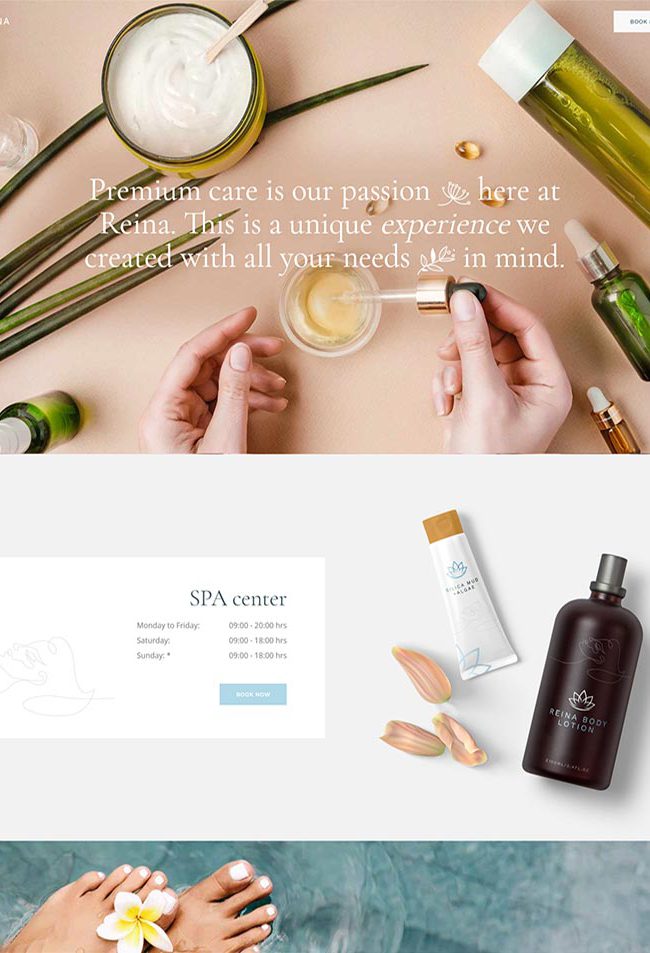 NA
BOOK
Premium care is our passion here at
Reina. This is a unique experience we
created with all your needs in mind.
SPA center
Monday to Friday: 09:00 - 20:00 hrs
Saturday: 09:00 - 18:00 hrs
Sunday: * 09:00 - 18:00 hrs
BOOK NOW
SILICA MUD
+ALGAE
REINA BODY
LOTION